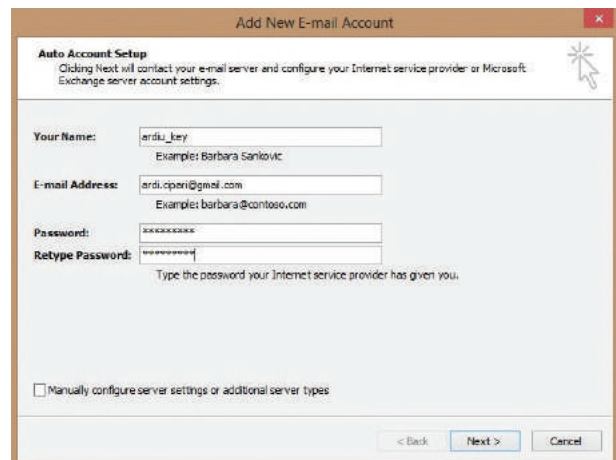 Add New E-mail Account
Auto Account Setup
Clicking Next will contact your e-mail server and configure your Internet service provider or Microsoft
Exchange server account settings.
Your Name: ardiu_key
Example: Barbara Sankovic
E-mail Address: ardi.cipari@gmail.com
Example: barbara@contoso.com
Password: *********
Retype Password: *********
Type the password your Internet service provider has given you.
Manually configure server settings or additional server types
< Back Next > Cancel